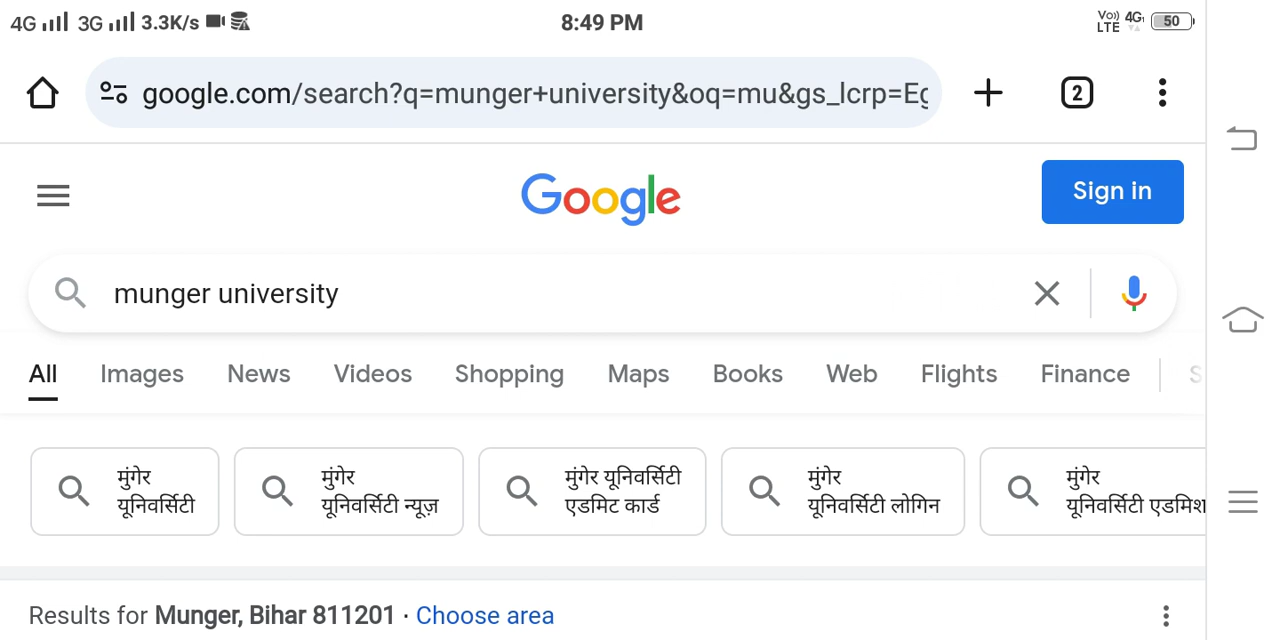 4G 3G 3.3K/s 8:49 PM Vo)) LTE 4G 50
google.com/search?q=munger+university&oq=mu&gs_lcrp=Eg
2
Google
Sign in
munger university
All Images News Videos Shopping Maps Books Web Flights Finance
मुंगेर
यूनिवर्सिटी
मुंगेर
यूनिवर्सिटी न्यूज़
मुंगेर यूनिवर्सिटी
एडमिट कार्ड
मुंगेर
यूनिवर्सिटी लोगिन
मुंगेर
यूनिवर्सिटी एडमिश
Results for Munger, Bihar 811201 · Choose area